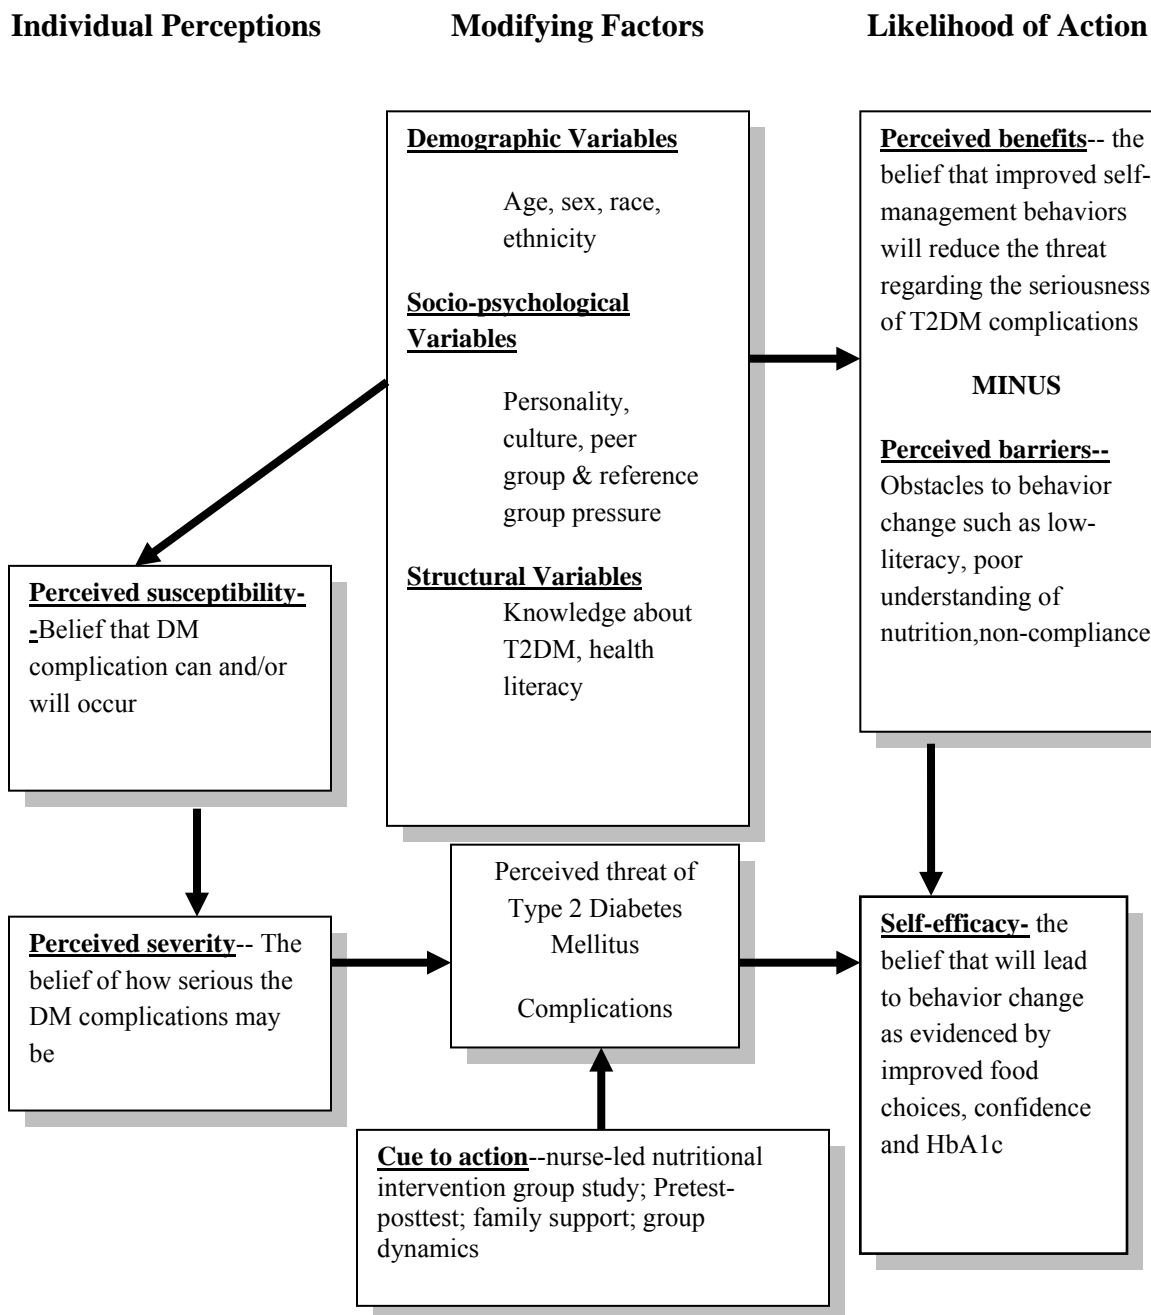 Individual Perceptions
Modifying Factors
Likelihood of Action
Demographic Variables
Age, sex, race,
ethnicity
Socio-psychological
Variables
Personality,
culture, peer
group & reference
group pressure
Structural Variables
Knowledge about
T2DM, health
literacy
Perceived benefits-- the
belief that improved self-
management behaviors
will reduce the threat
regarding the seriousness
of T2DM complications
MINUS
Perceived barriers--
Obstacles to behavior
change such as low-
literacy, poor
understanding of
nutrition,non-compliance
Perceived susceptibility-
-Belief that DM
complication can and/or
will occur
Perceived severity-- The
belief of how serious the
DM complications may
be
Perceived threat of
Type 2 Diabetes
Mellitus
Complications
Self-efficacy- the
belief that will lead
to behavior change
as evidenced by
improved food
choices, confidence
and HbA1c
Cue to action--nurse-led nutritional
intervention group study; Pretest-
posttest; family support; group
dynamics